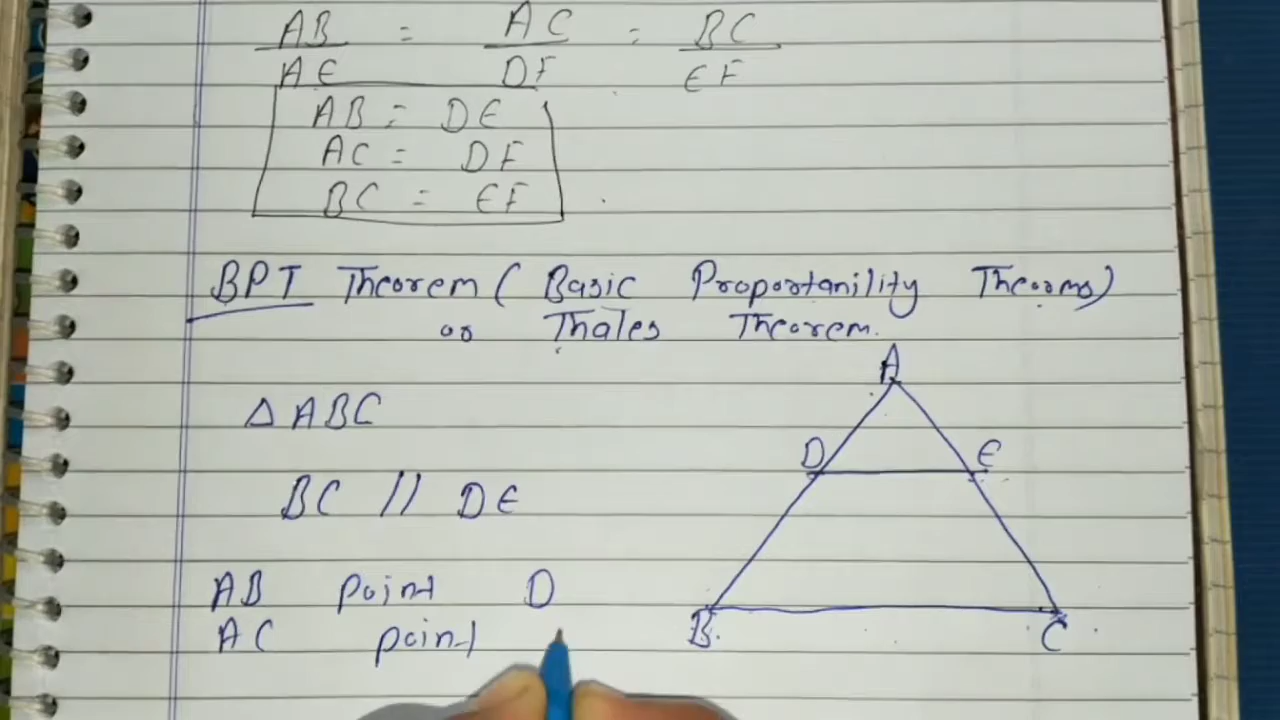 AB = AC = BC
AE DF EF
AB = DE
AC = DF
BC = EF
BPT Theorem ( Basic Proportanility Theorms)
or Thales Theorem.
A
Δ ABC
D E
BC // DE
AB point D
B C
AC point